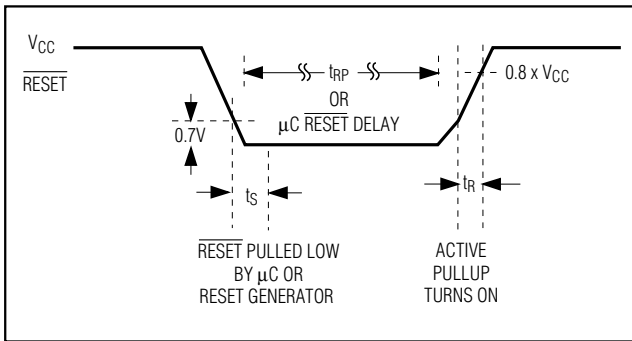 VCC
RESET
tRP
OR
μC RESET DELAY
0.8 x VCC
0.7V
tS
tR
RESET PULLED LOW
BY μC OR
RESET GENERATOR
ACTIVE
PULLUP
TURNS ON